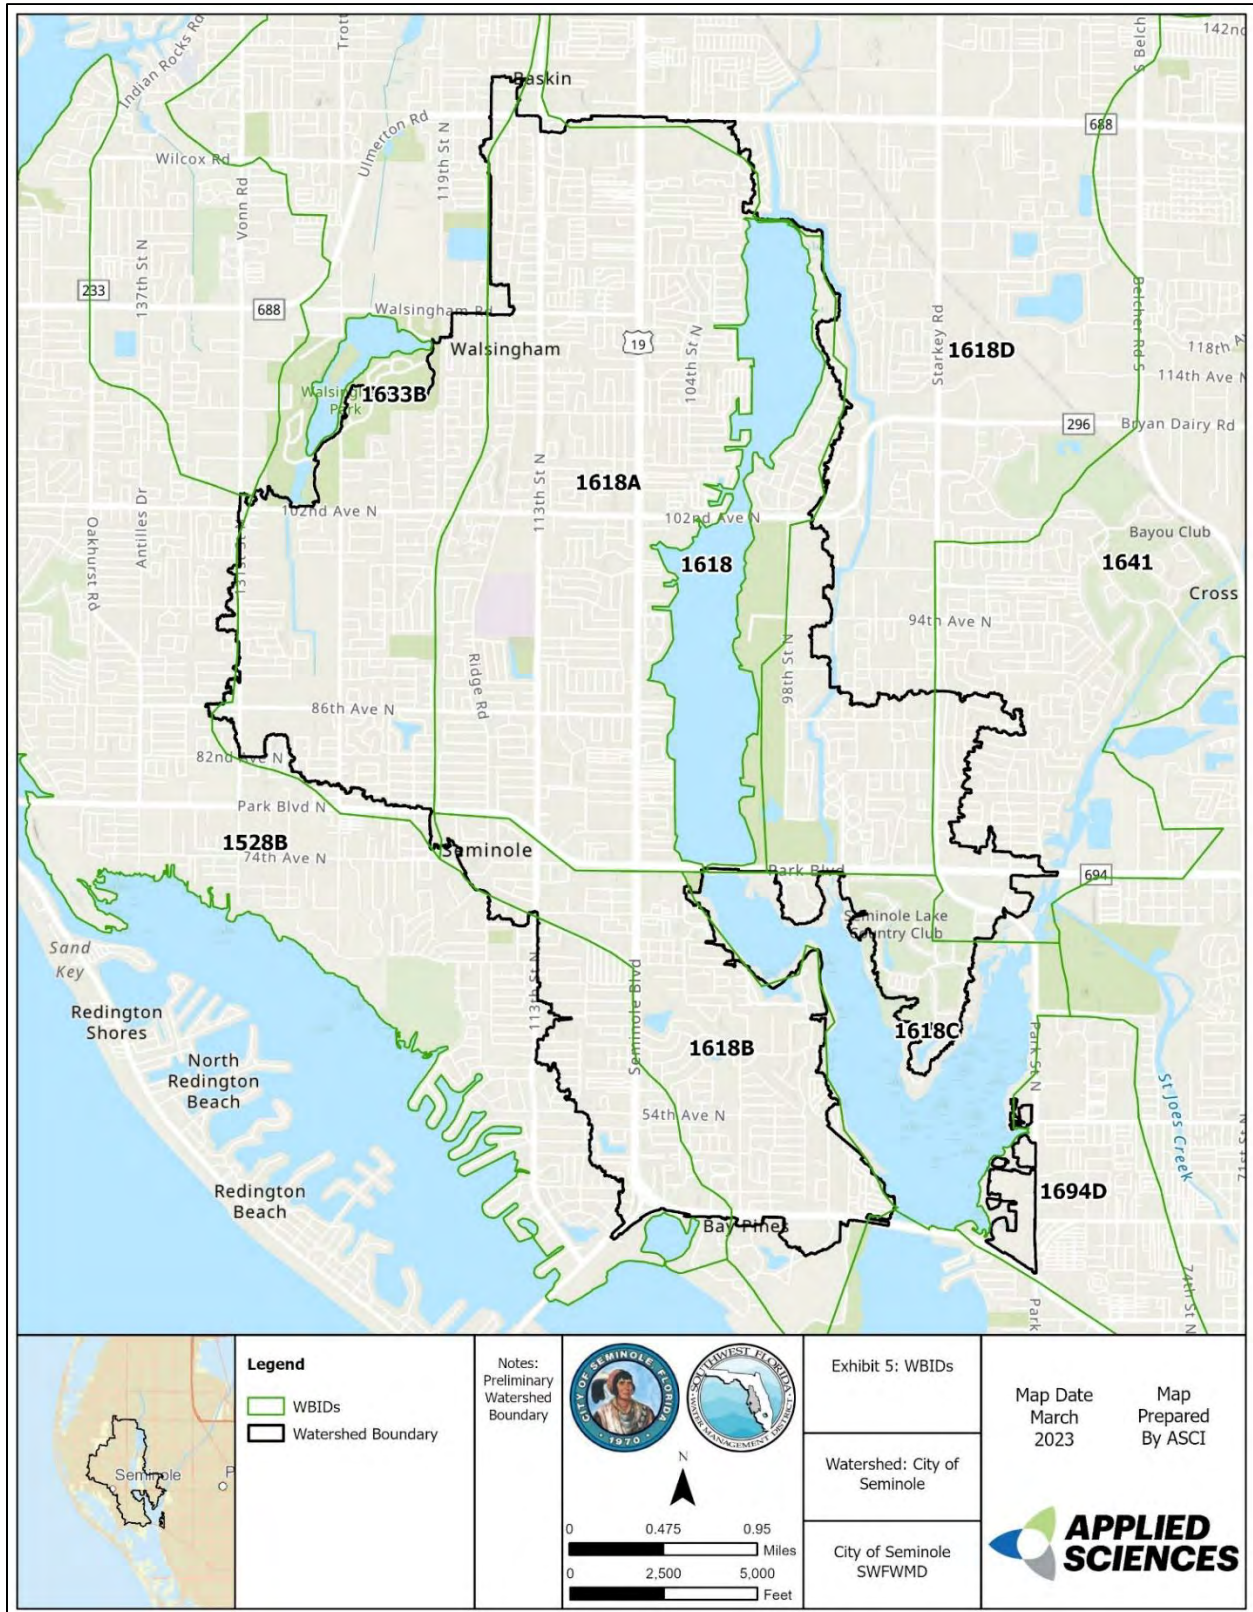 Indian Rocks Rd
Trott
Baskin
S Belch
142nd
Ulmerton Rd
119th St N
688
Wilcox Rd
Vonn Rd
137th St N
233
688
Walsingham Rd
Walsingham
19
104th St N
Starkey Rd
1618D
Belcher Rd S
118th A
114th Ave N
1633B
Park
296
Bryan Dairy Rd
1618A
113th St N
102nd Ave N
102nd Ave N
Antilles Dr
Oakhurst Rd
131st St N
Bayou Club
1618
1641
Cross
94th Ave N
98th St N
Ridge Rd
86th Ave N
82nd Ave N
Park Blvd N
1528B
74th Ave N
Seminole
Park Blvd
694
Seminole Lake
Country Club
Sand
Key
Redington
Shores
113th St N
Seminole Blvd
1618C
1618B
North
Redington
Beach
Park St N
St Joes Creek
54th Ave N
71st St N
Redington
Beach
1694D
Bay Pines
74th St N
Park
Seminole
P
Legend
WBIDs
Watershed Boundary
Notes:
Preliminary
Watershed
Boundary
CITY OF SEMINOLE, FLORIDA
1970
SOUTHWEST FLORIDA
WATER MANAGEMENT DISTRICT
N
0 0.475 0.95
Miles
0 2,500 5,000
Feet
Exhibit 5: WBIDs
Watershed: City of
Seminole
City of Seminole
SWFWMD
Map Date
March
2023
Map
Prepared
By ASCI
APPLIED
SCIENCES